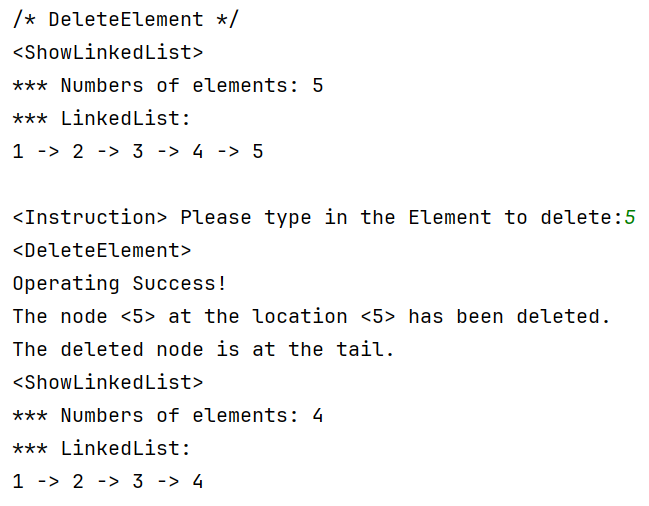 /* DeleteElement */
<ShowLinkedList>
*** Numbers of elements: 5
*** LinkedList:
1 -> 2 -> 3 -> 4 -> 5
<Instruction> Please type in the Element to delete:5
<DeleteElement>
Operating Success!
The node <5> at the location <5> has been deleted.
The deleted node is at the tail.
<ShowLinkedList>
*** Numbers of elements: 4
*** LinkedList:
1 -> 2 -> 3 -> 4